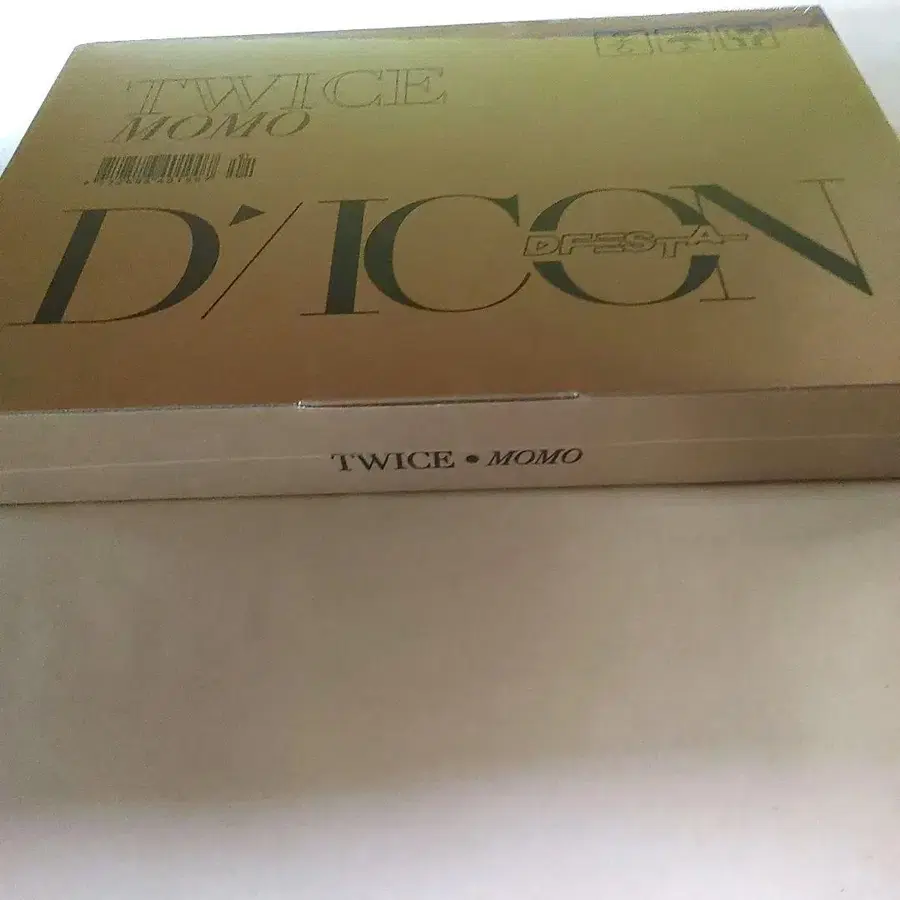 TWICE
MOMO
D'/ICON
DFESTA
TWICE • MOMO